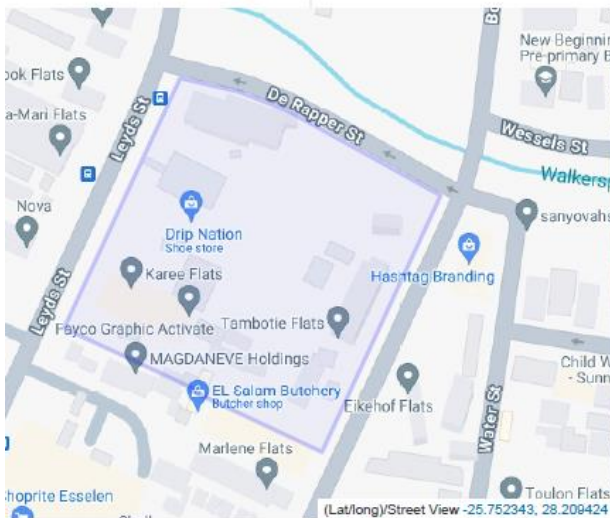 New Beginnin
Pre-primary B
ook Flats
De Rapper St
Wessels St
a-Mari Flats
Leyds St
Walkersp
Nova
Drip Nation
Shoe store
sanyovahs
Hashtag Branding
Karee Flats
Leyds St
Fayco Graphic Activate
Tambotie Flats
MAGDANEVE Holdings
Child W
- Sunn
EL Salam Butchery
Butcher shop
Eikehof Flats
Water St
Marlene Flats
Toulon Flats
Shoprite Esselen
(Lat/long)/Street View -25.752343, 28.209424